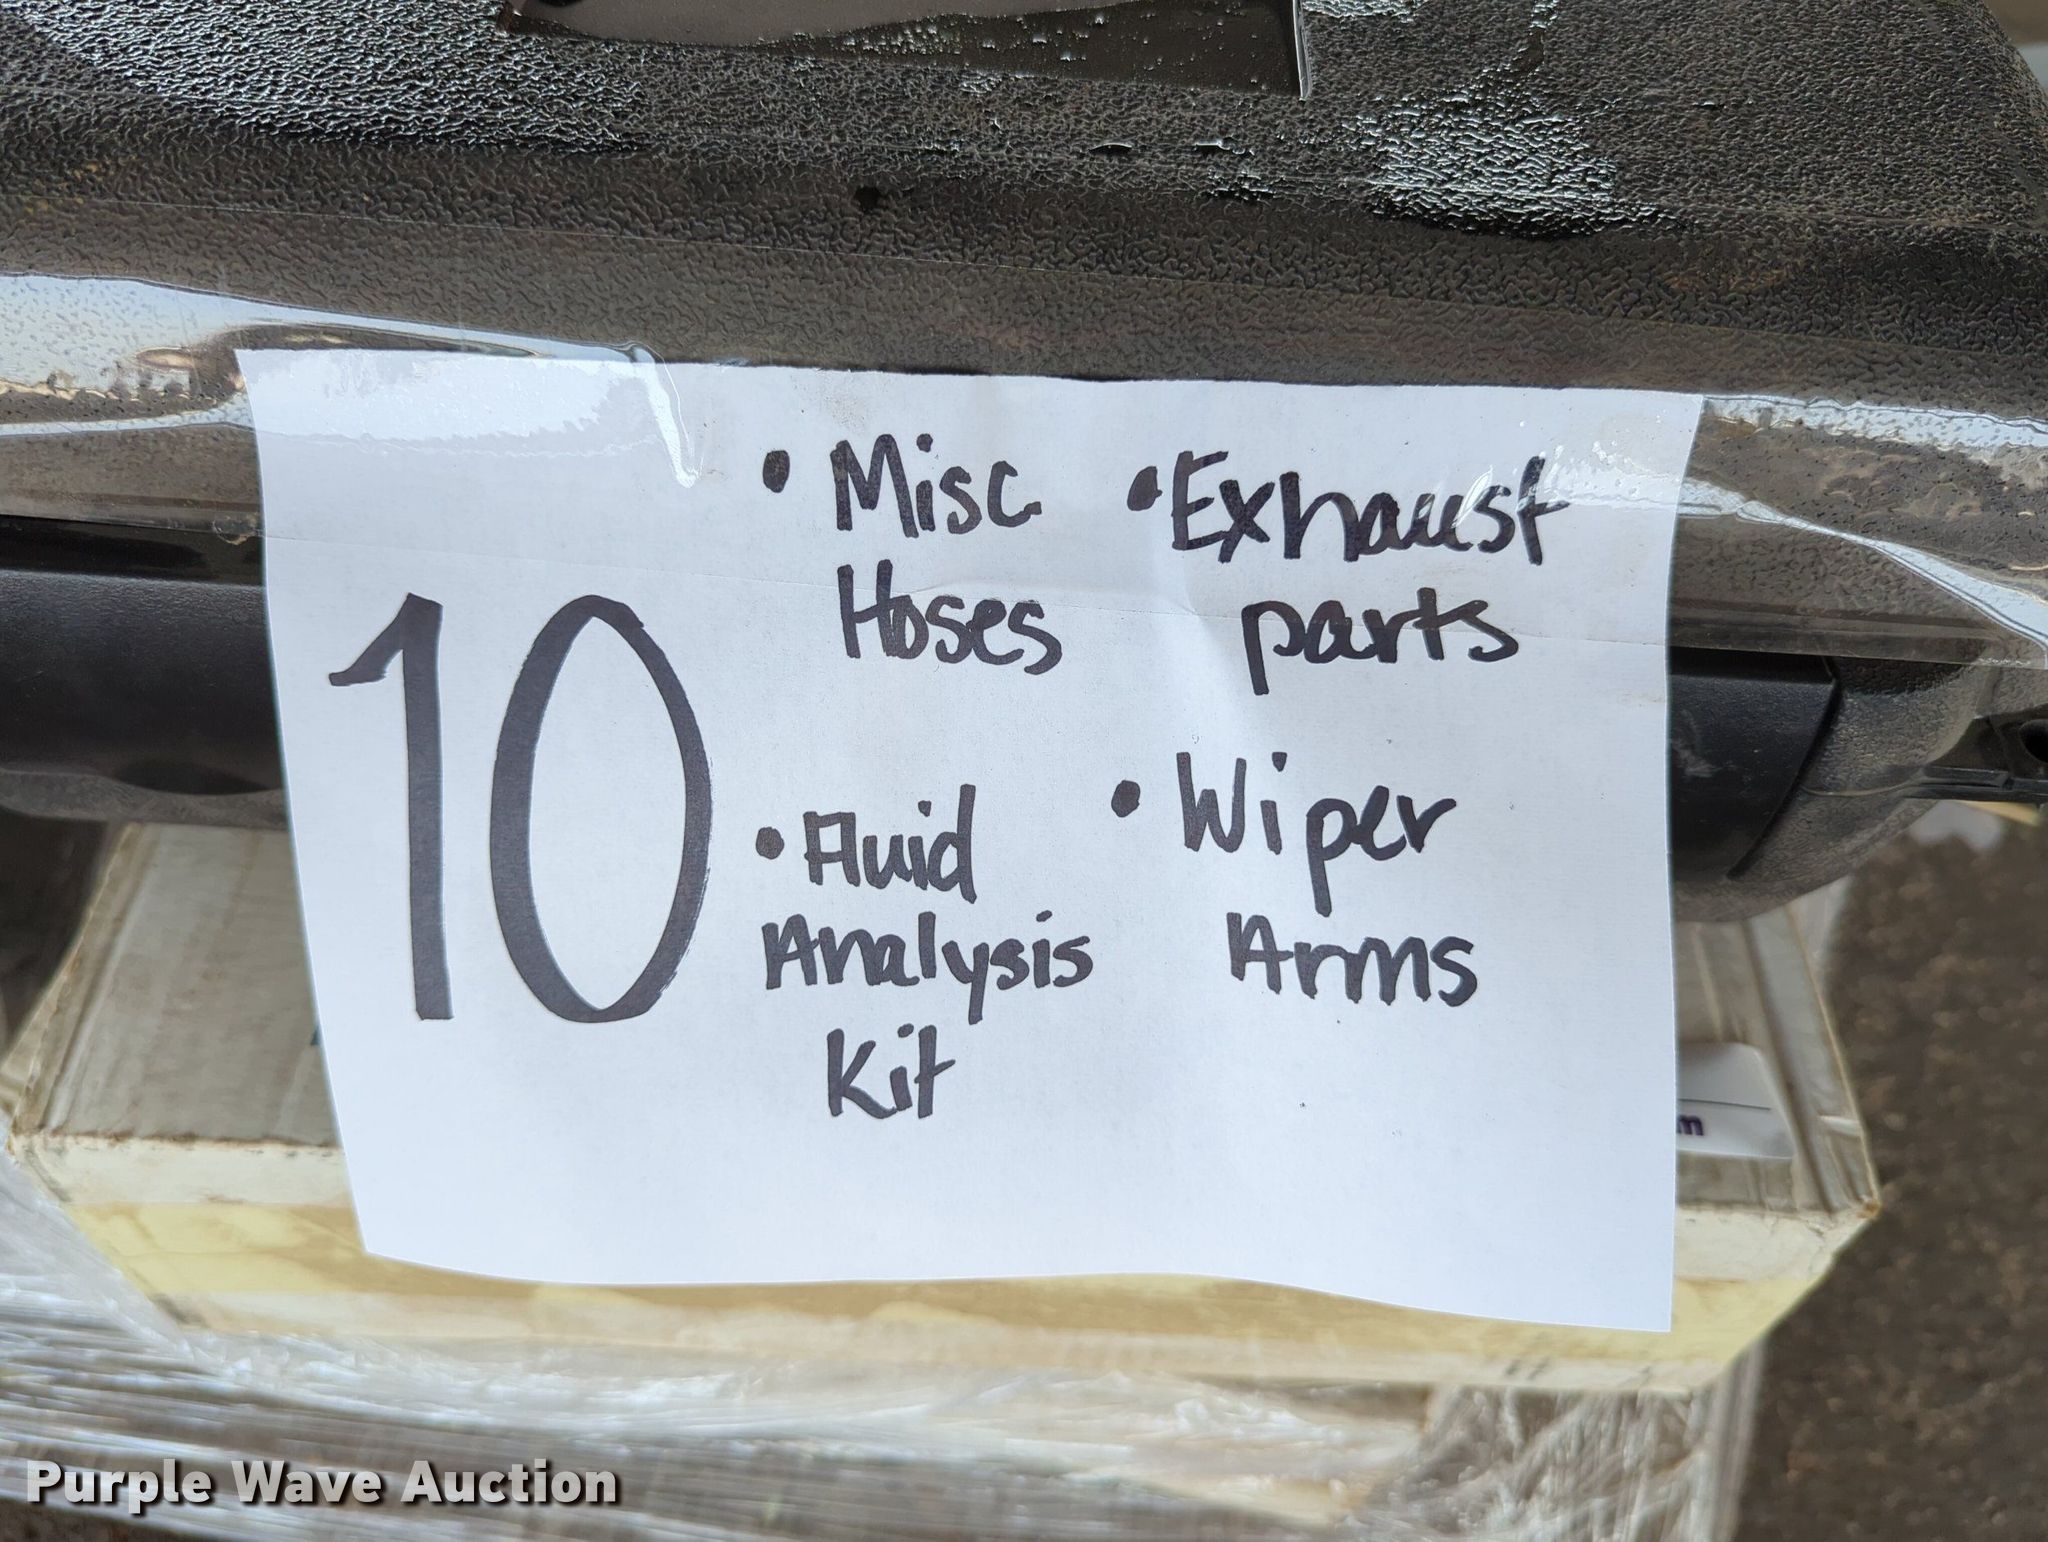 10
• Misc
Hoses
• Fluid
Analysis
Kit
• Exhaust
parts
• Wiper
Arms
Purple Wave Auction